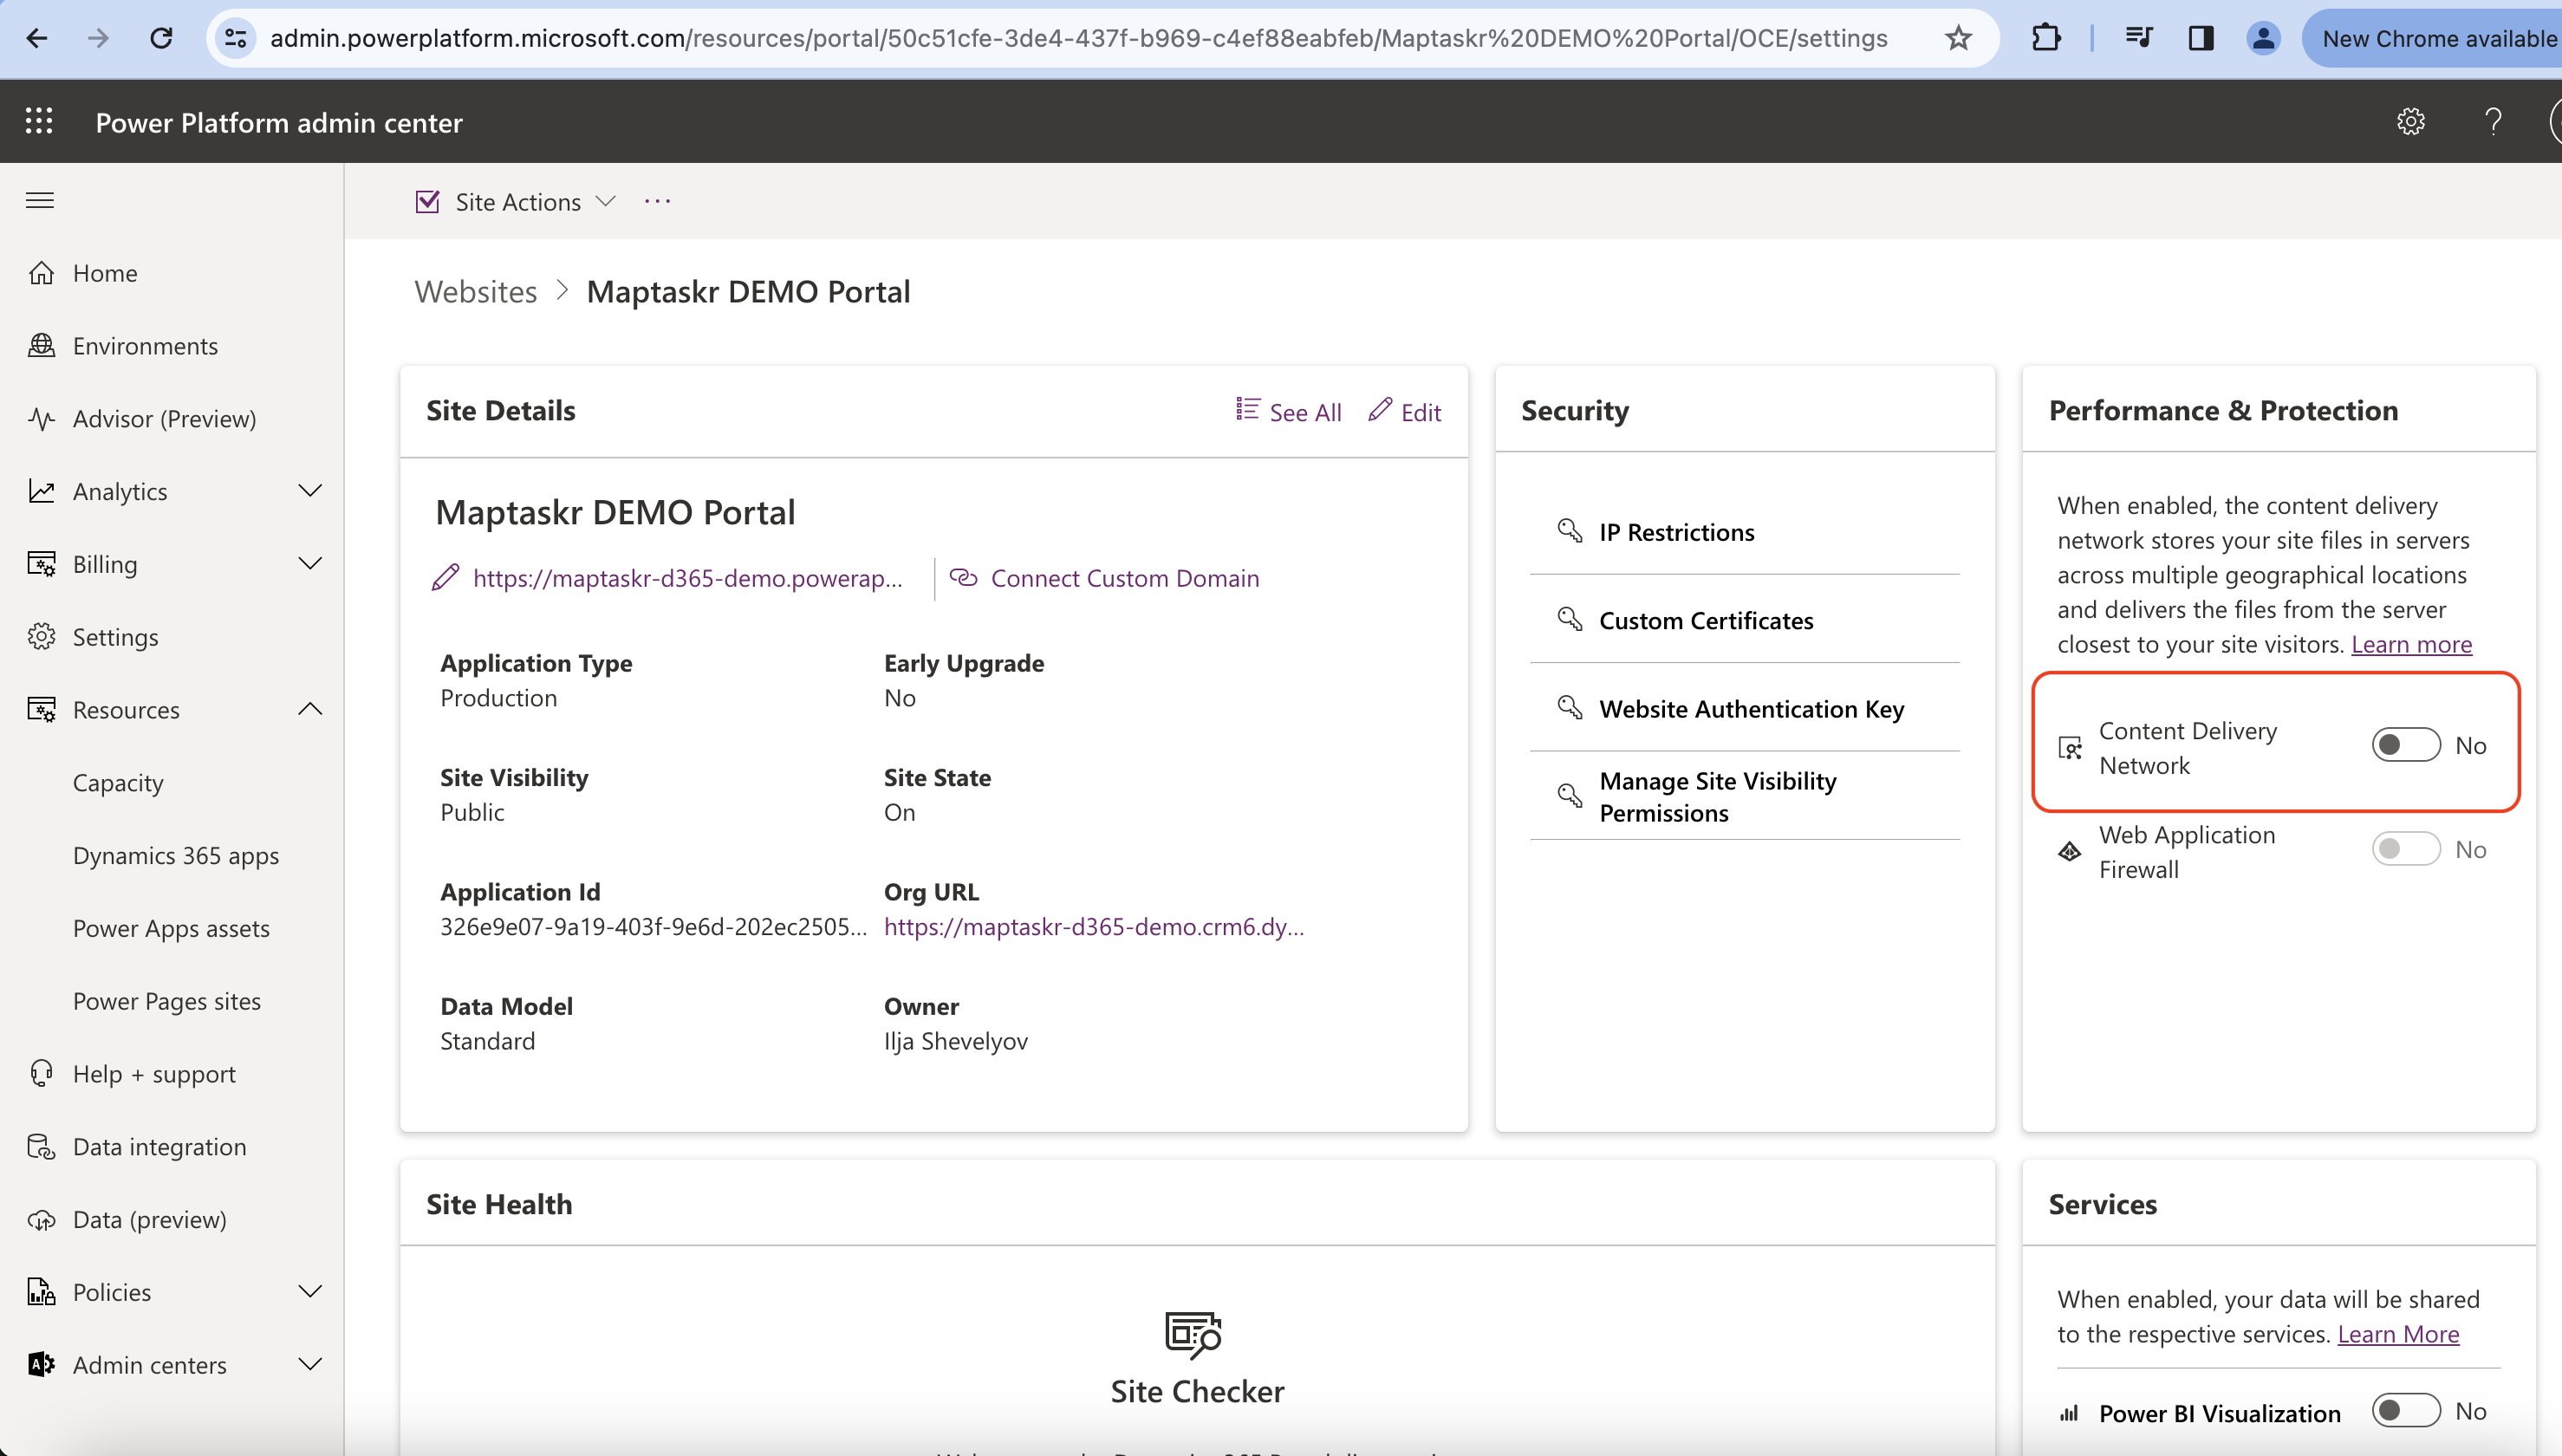 admin.powerplatform.microsoft.com/resources/portal/50c51cfe-3de4-437f-b969-c4ef88eabfeb/Maptaskr%20DEMO%20Portal/OCE/settings
New Chrome available
Power Platform admin center
Site Actions
Home
Environments
Advisor (Preview)
Analytics
Billing
Settings
Resources
Capacity
Dynamics 365 apps
Power Apps assets
Power Pages sites
Help + support
Data integration
Data (preview)
Policies
Admin centers
Websites > Maptaskr DEMO Portal
Site Details
See All
Edit
Maptaskr DEMO Portal
https://maptaskr-d365-demo.powerap...
Connect Custom Domain
Application Type
Production
Early Upgrade
No
Site Visibility
Public
Site State
On
Application Id
326e9e07-9a19-403f-9e6d-202ec2505...
Org URL
https://maptaskr-d365-demo.crm6.dy...
Data Model
Standard
Owner
Ilja Shevelyov
Security
IP Restrictions
Custom Certificates
Website Authentication Key
Manage Site Visibility
Permissions
Performance & Protection
When enabled, the content delivery
network stores your site files in servers
across multiple geographical locations
and delivers the files from the server
closest to your site visitors. Learn more
Content Delivery
Network
No
Web Application
Firewall
No
Site Health
Site Checker
Services
When enabled, your data will be shared
to the respective services. Learn More
Power BI Visualization
No